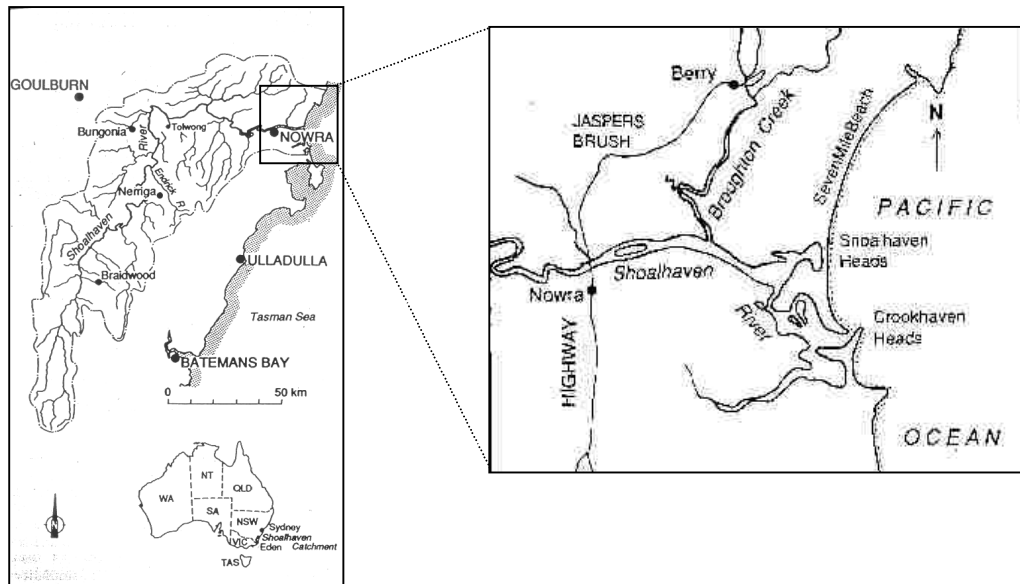 GOULBURN
Bungonia
River
Tolwong
NOWRA
Nerriga
Endrick R.
Shoalhaven
Braidwood
ULLADULLA
Tasman Sea
BATEMANS BAY
0 50 km
NT
WA
QLD
SA
NSW
Sydney
Shoalhaven
VIC
Eden Catchment
TAS
N
Berry
JASPERS
BRUSH
Broughton Creek
Seven Mile Beach
N
PACIFIC
Shoalhaven
Heads
Shoalhaven
Nowra
River
Crookhaven
Heads
HIGHWAY
OCEAN